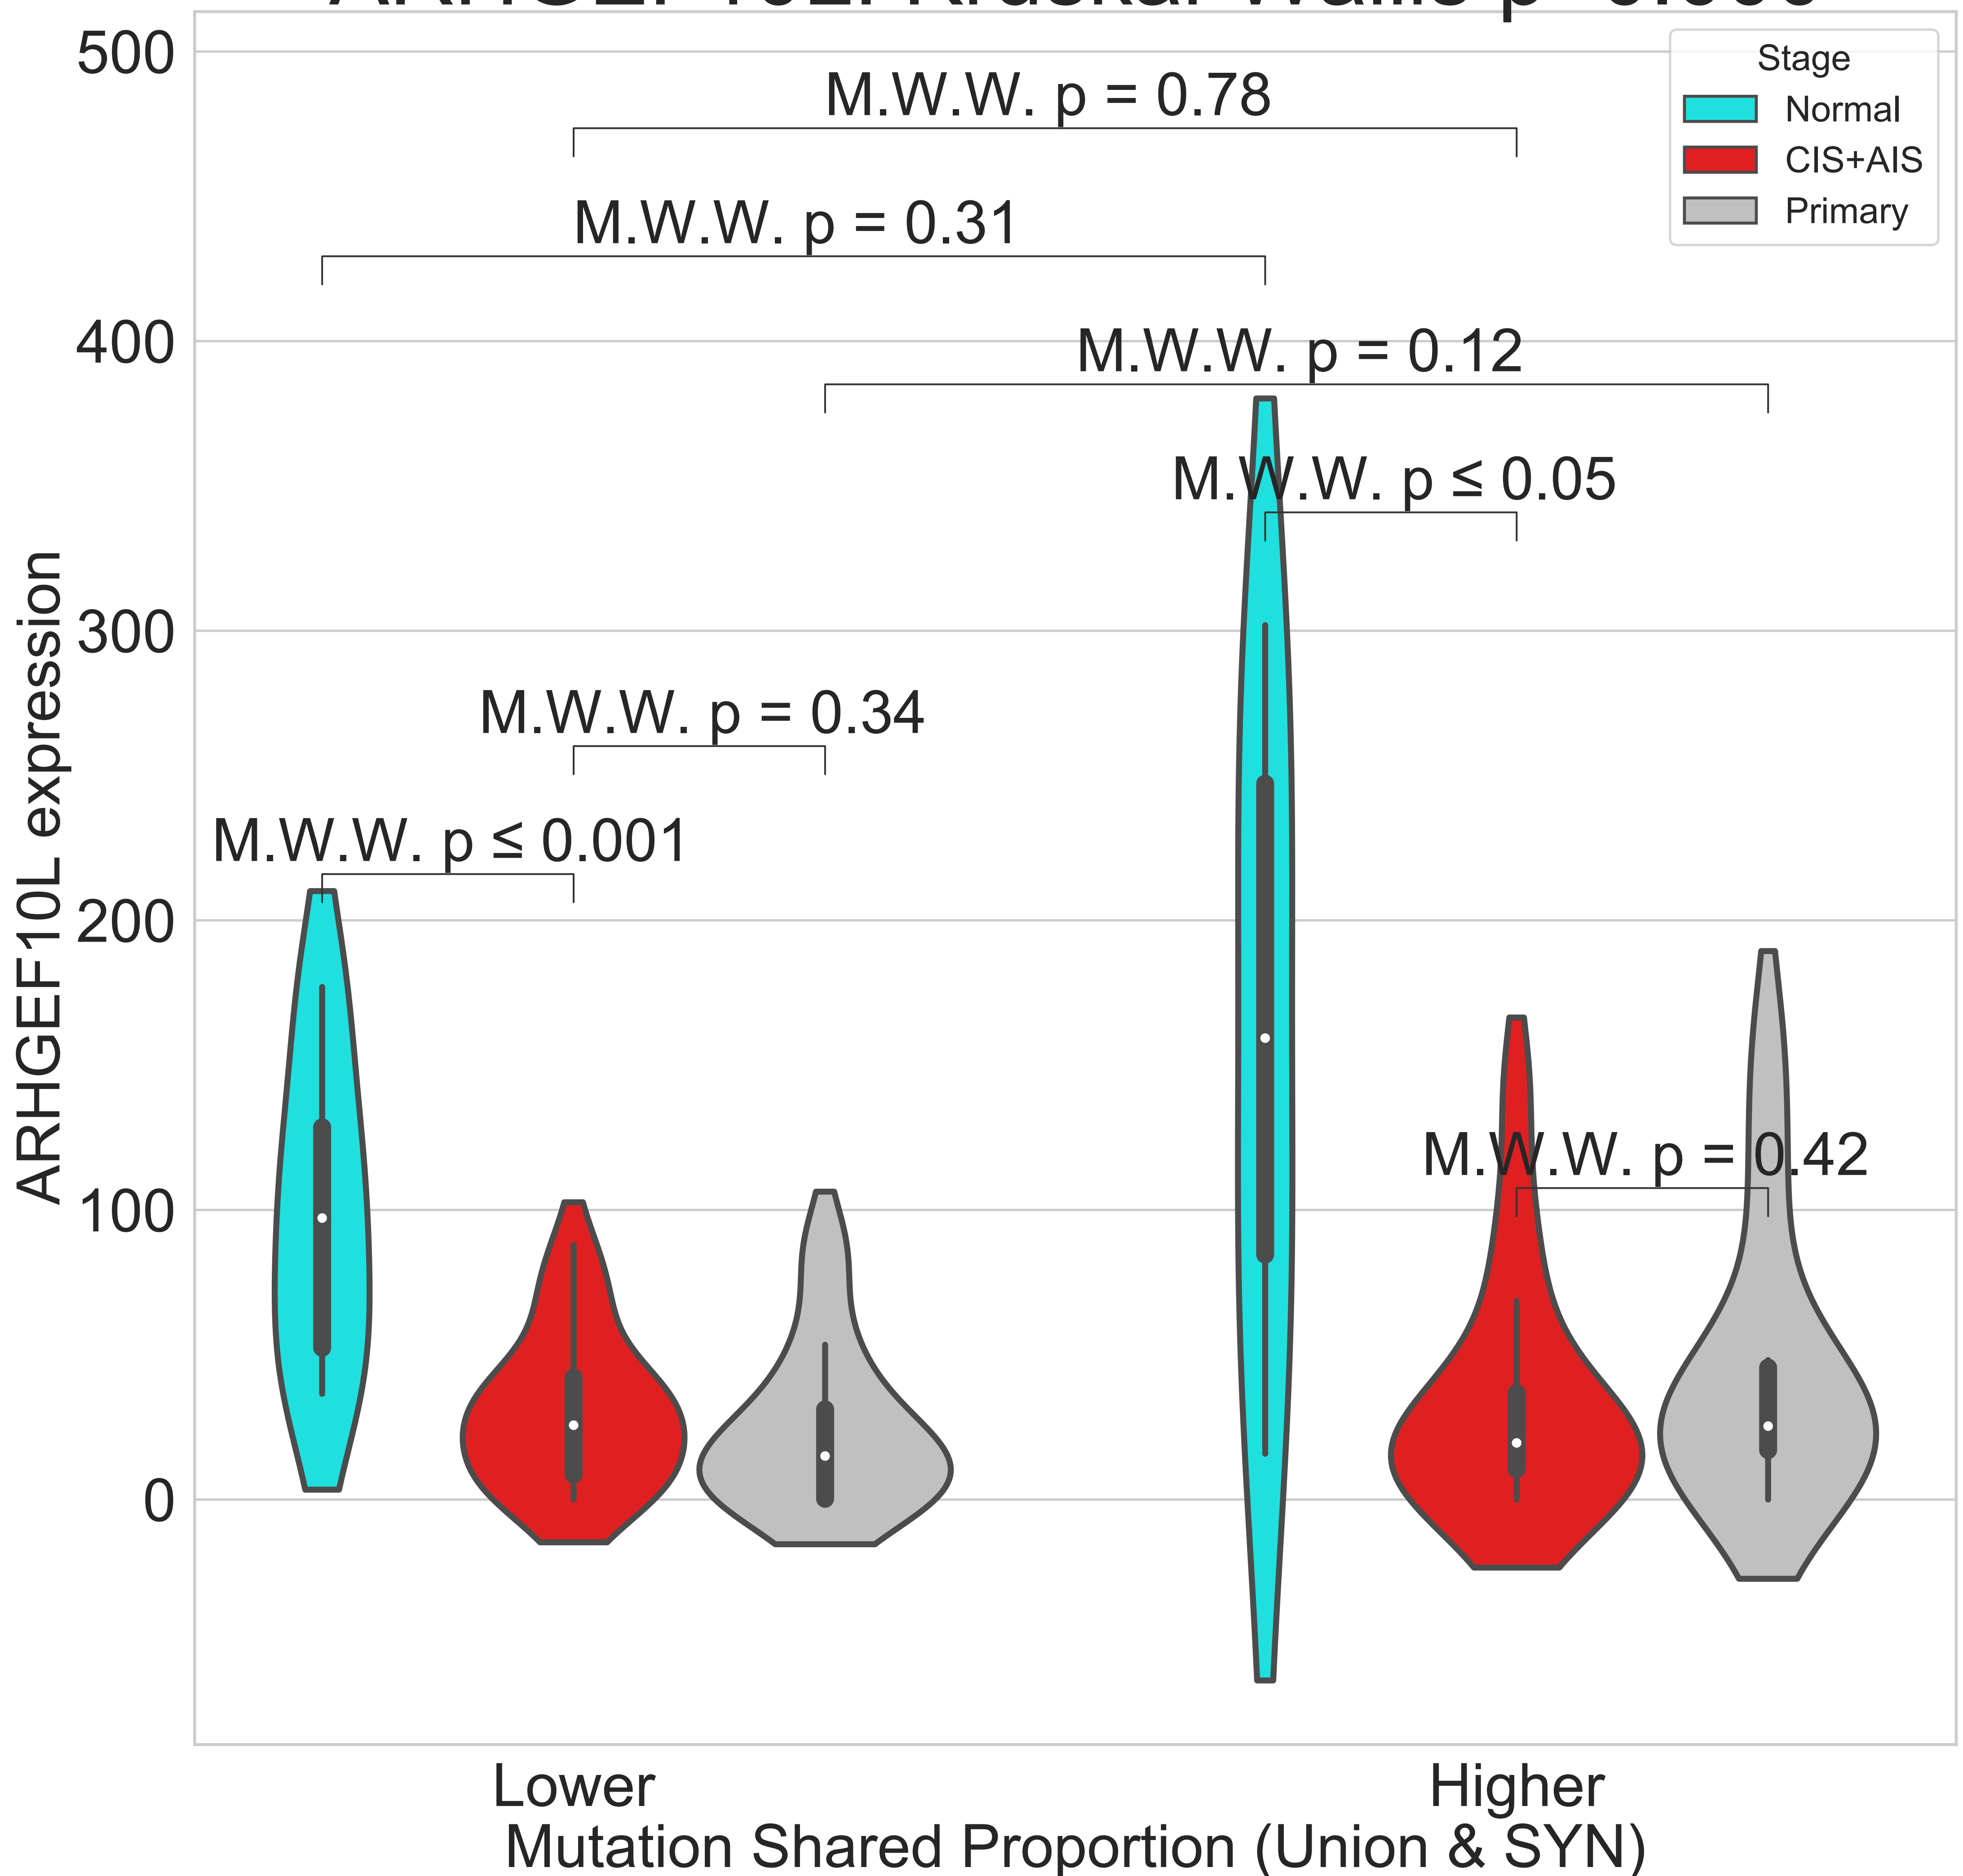 500
Stage
Normal
CIS+AIS
Primary
M.W.W. p = 0.78
M.W.W. p = 0.31
400
M.W.W. p = 0.12
M.W.W. p ≤ 0.05
300
M.W.W. p = 0.34
M.W.W. p ≤ 0.001
200
M.W.W. p = 0.42
100
0
ARHGEF10L expression
Lower
Higher
Mutation Shared Proportion (Union & SYN)